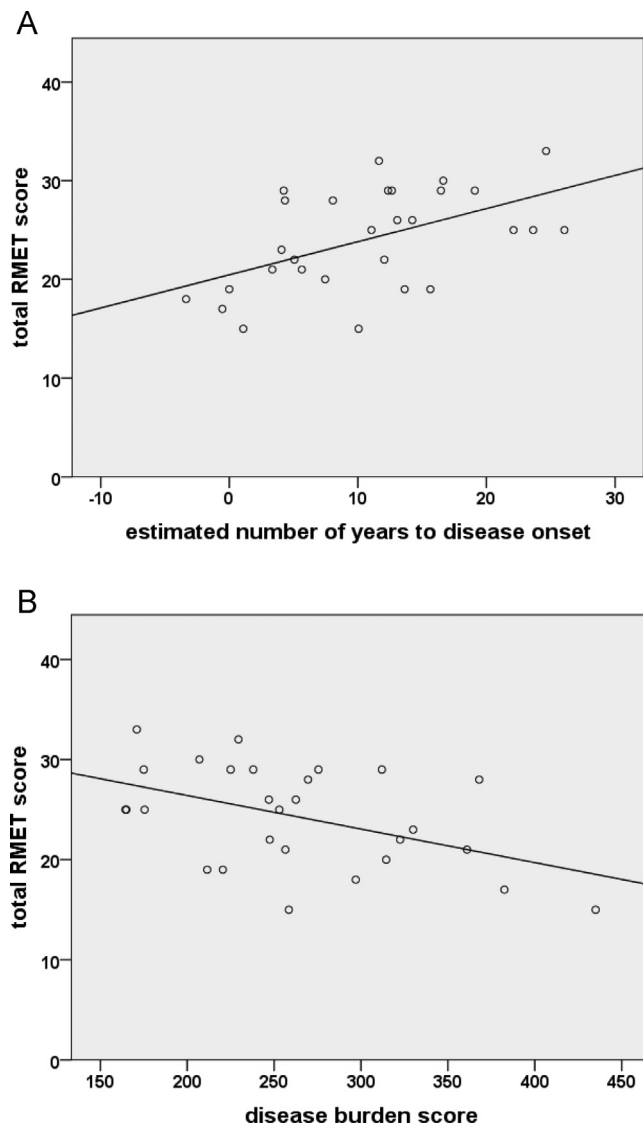 A
40
30
20
10
0
total RMET score
-10 0 10 20 30
estimated number of years to disease onset
B
40
30
20
10
0
total RMET score
150 200 250 300 350 400 450
disease burden score